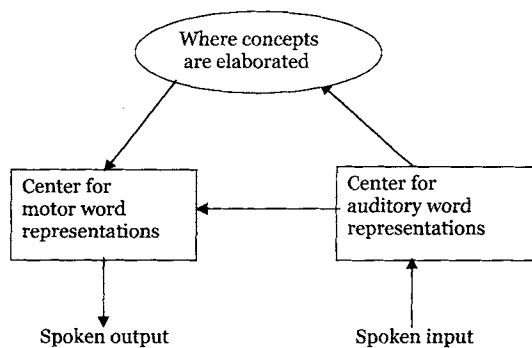 Where concepts
are elaborated
Center for
motor word
representations
Center for
auditory word
representations
Spoken output
Spoken input